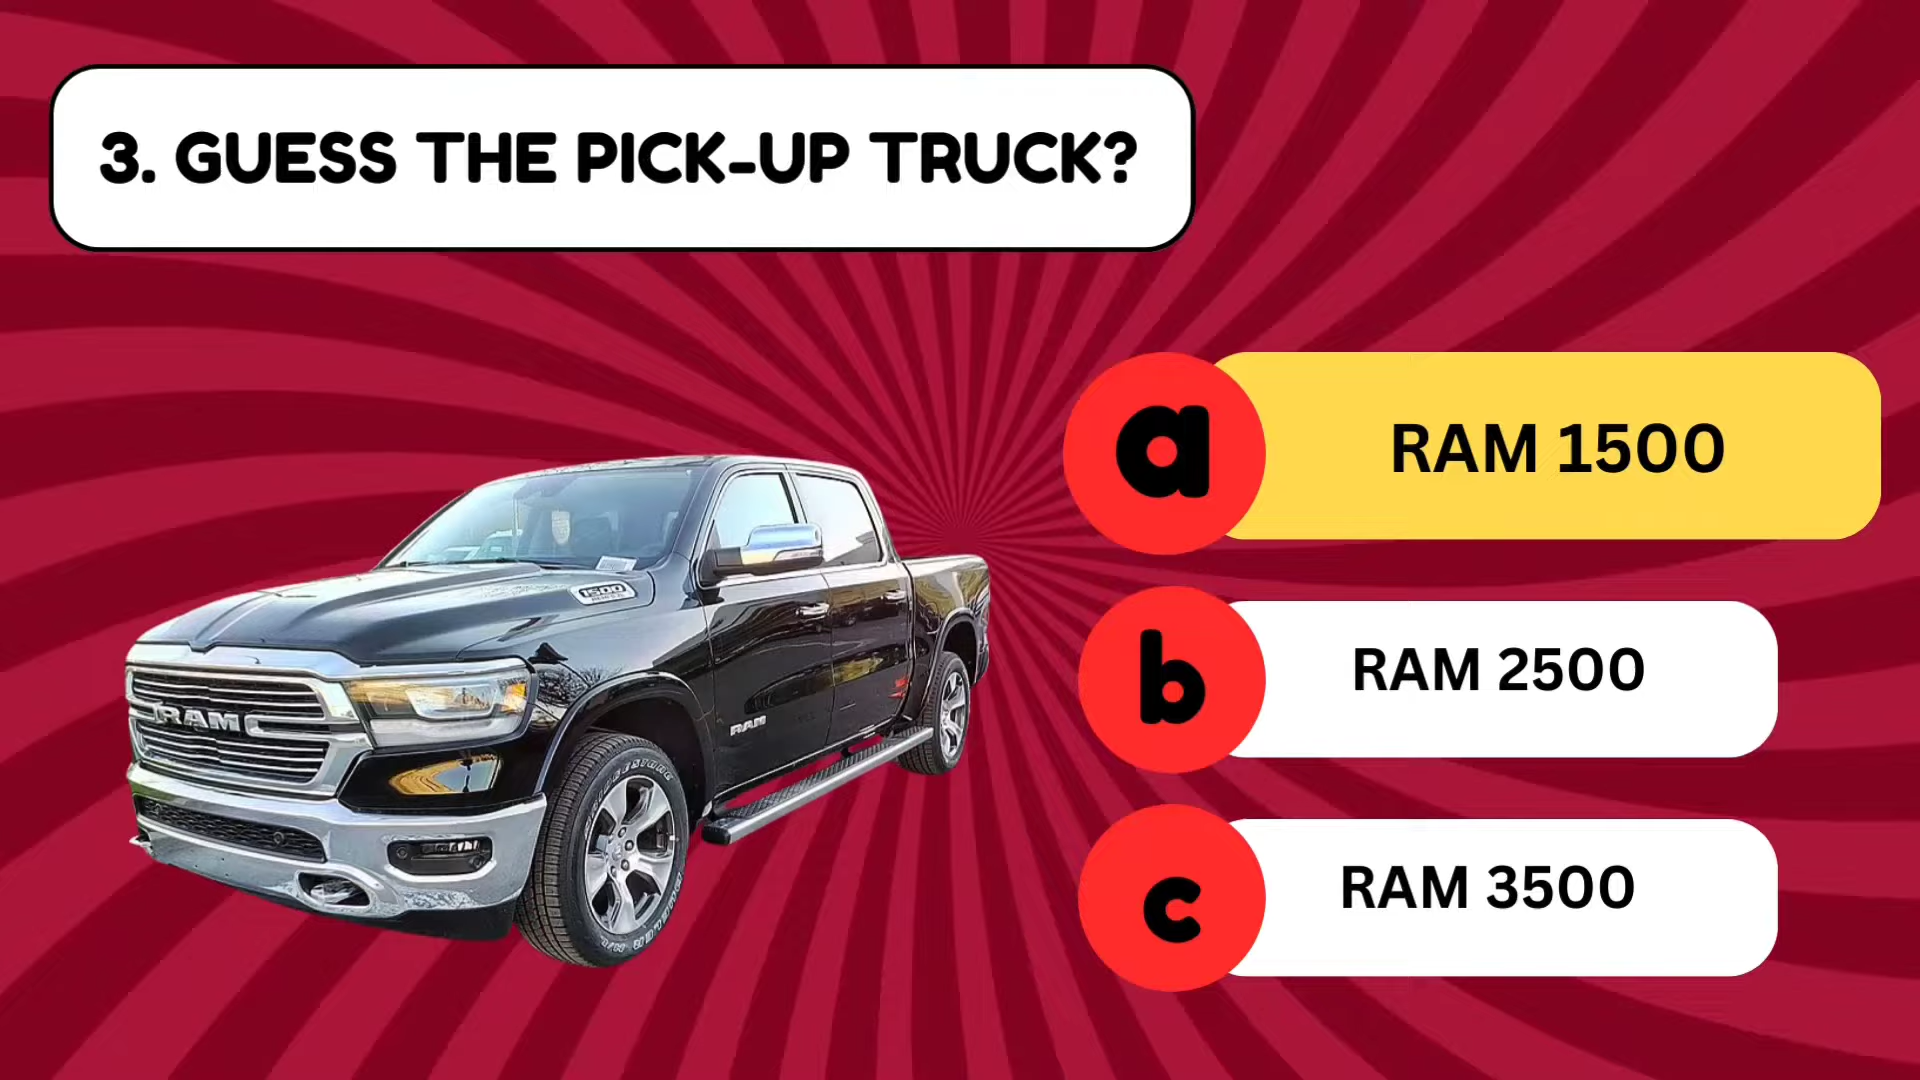 3. GUESS THE PICK-UP TRUCK?
a
RAM 1500
b
RAM 2500
c
RAM 3500
1500
RAM
RAM